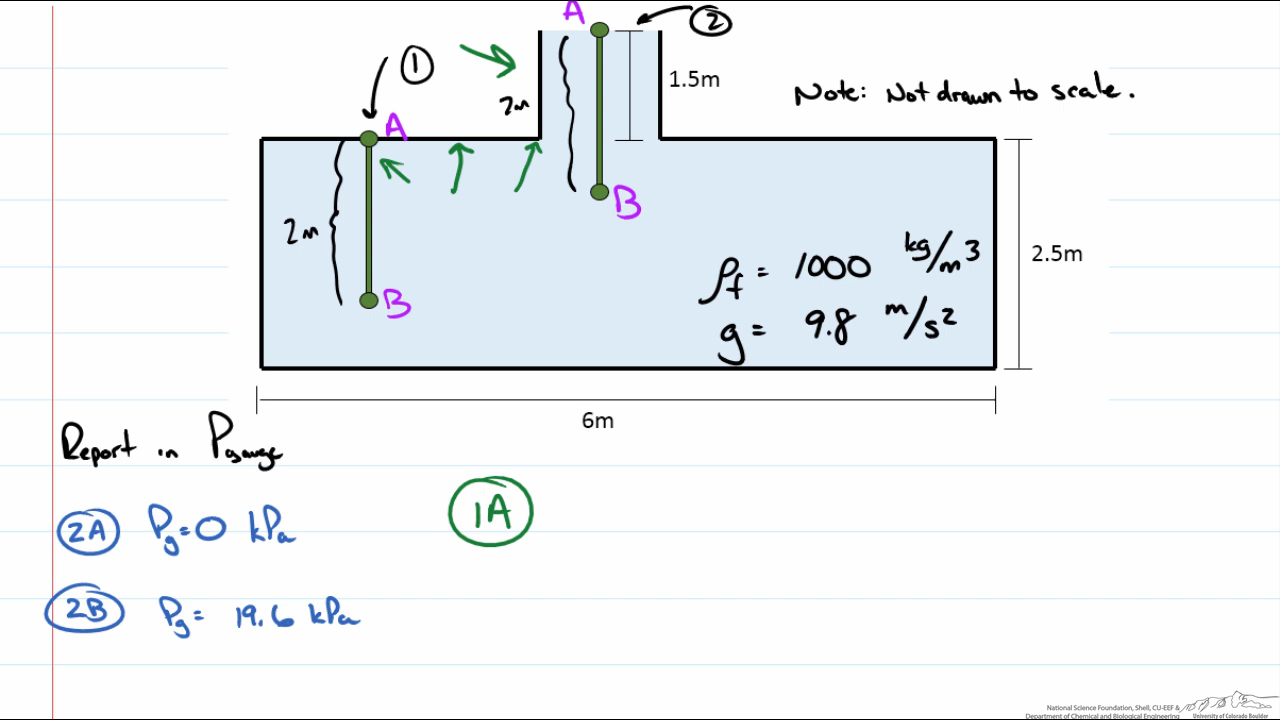 A
2
1
1.5m
2m
Note: Not drawn to scale.
A
2m
B
kg/m3
ρf = 1000
2.5m
B
m/s2
g = 9.8
6m
Report in Pgauge
1A
2A Pg=0 kPa
2B Pg= 19.6 kPa
National Science Foundation, Shell, CU-EEF &
Department of Chemical and Biological Engineering
University of Colorado Boulder